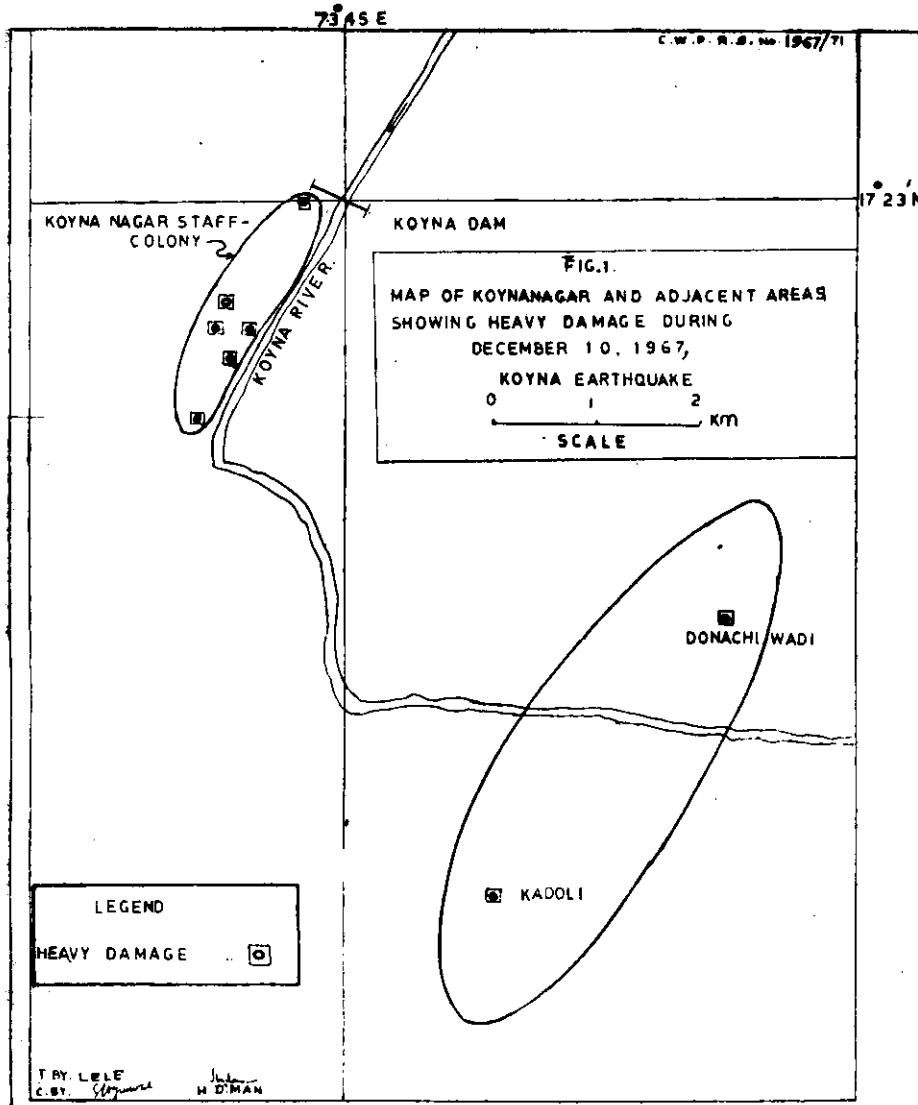 73°45 E
C.W.P.R.S. No. 1967/71
17°23'N
KOYNA NAGAR STAFF-
COLONY
KOYNA DAM
KOYNA RIVER.
FIG.1.
MAP OF KOYNANAGAR AND ADJACENT AREAS
SHOWING HEAVY DAMAGE DURING
DECEMBER 10, 1967,
KOYNA EARTHQUAKE
0 1 2
Km
SCALE
DONACHI WADI
KADOLI
LEGEND
HEAVY DAMAGE
T BY. LELE
C.BY.
H D.MAN